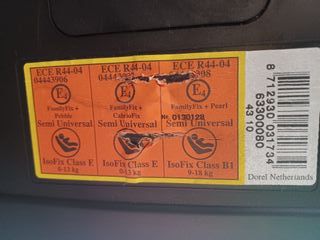 ECE R44-04
04443906
E4
FamilyFix +
Pebble
Semi Universal
IsoFix Class E
0-13 kg
ECE R44-04
E4
FamilyFix +
CabrioFix
Semi Universal
IsoFix Class E
0-13 kg
ECE R44-04
E4
FamilyFix + Pearl
Nr. 0130128
Semi Universal
IsoFix Class B1
9-18 kg
8 712930 031734
63300080
4310
Dorel Netherlands